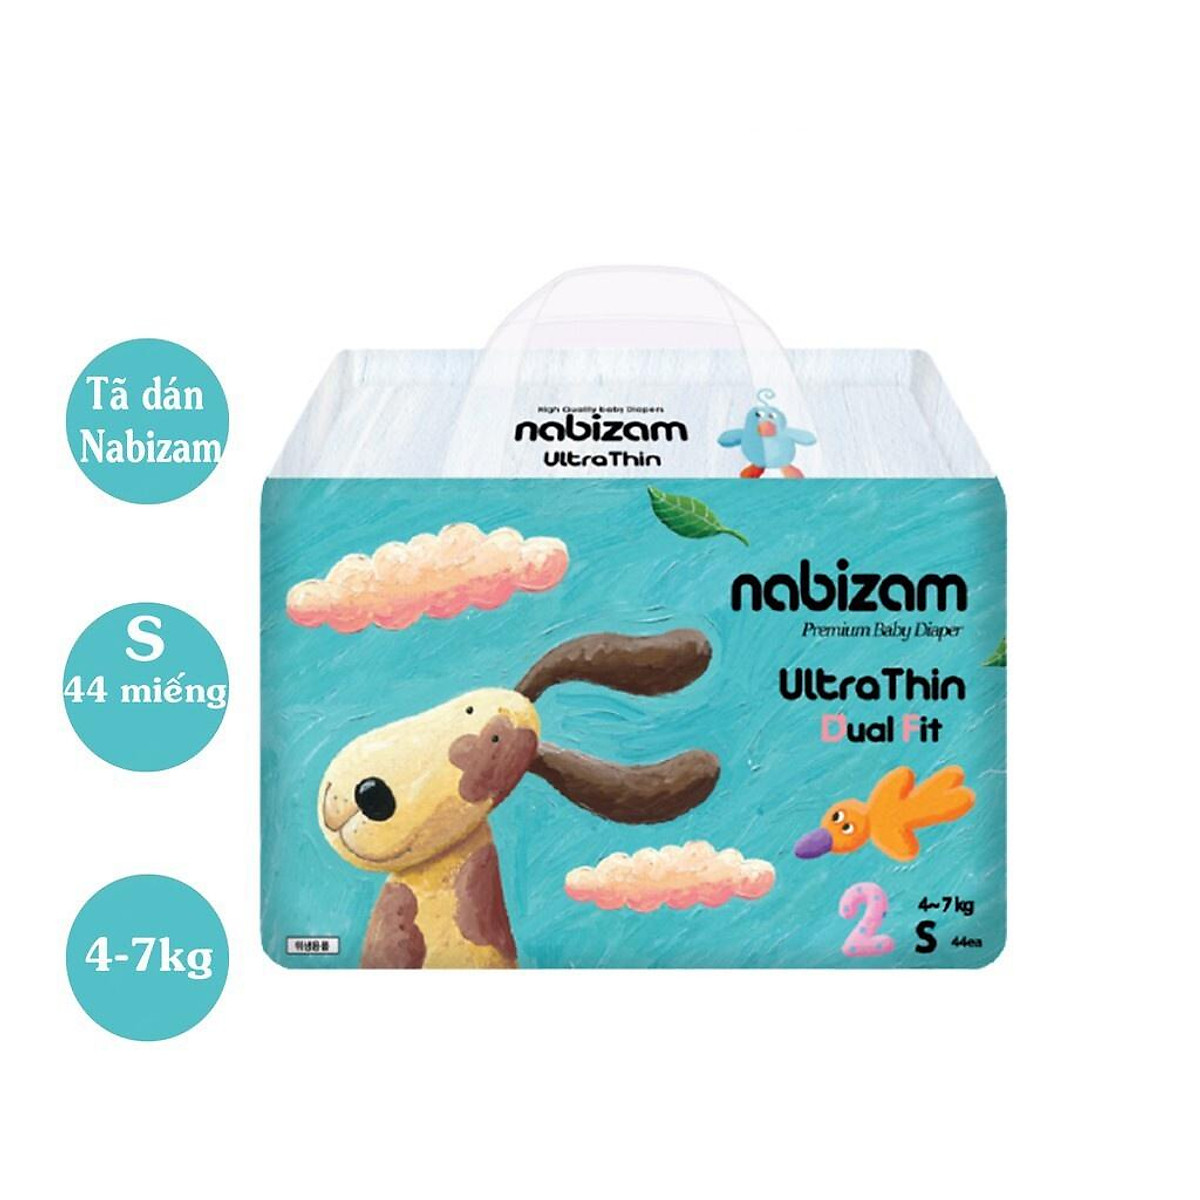 Tã dán
Nabizam
S
44 miếng
4-7kg
High Quality baby Diapers
nabizam
UltraThin
nabizam
Premium Baby Diaper
UltraThin
Dual Fit
2
4~7 kg
S 44ea
위생용품